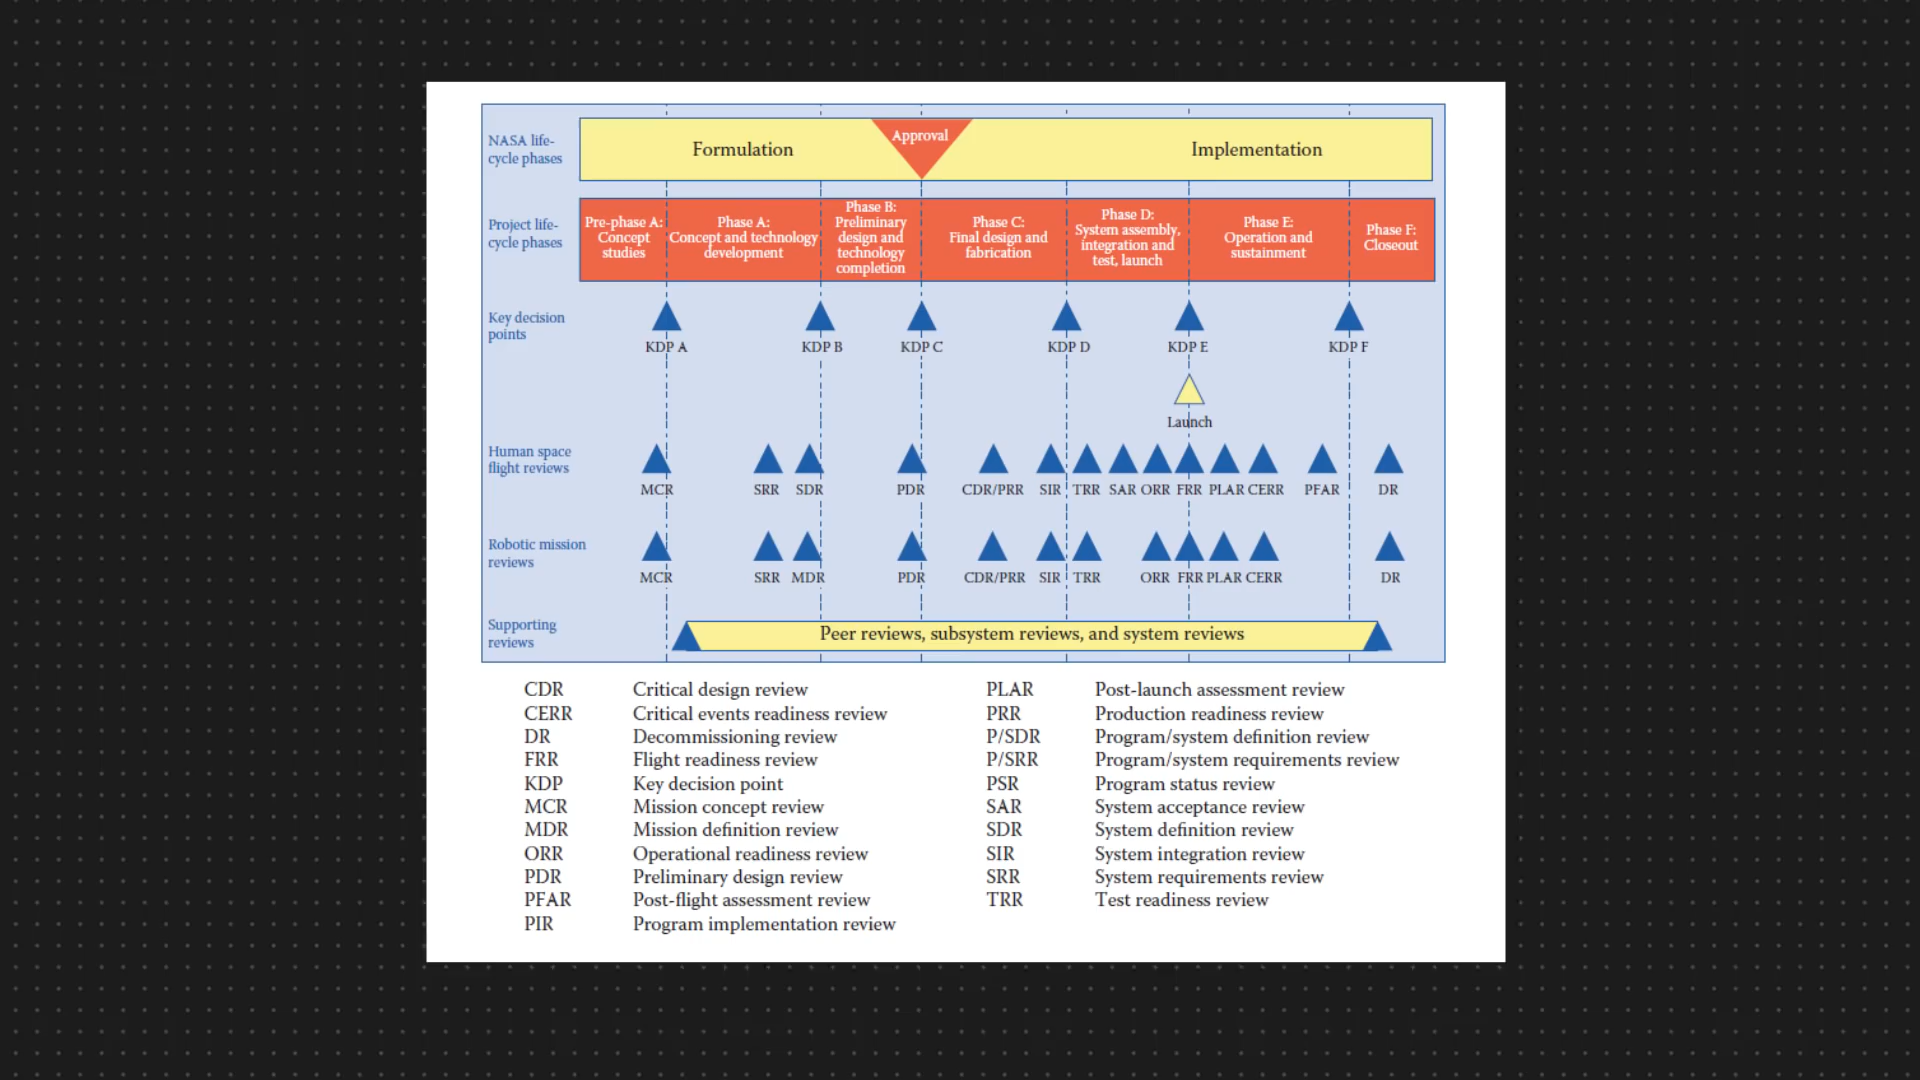 NASA life-
cycle phases
Formulation
Approval
Implementation
Project life-
cycle phases
Pre-phase A:
Concept
studies
Phase A:
Concept and technology
development
Phase B:
Preliminary
design and
technology
completion
Phase C:
Final design and
fabrication
Phase D:
System assembly,
integration and
test, launch
Phase E:
Operation and
sustainment
Phase F:
Closeout
Key decision
points
KDP A
KDP B
KDP C
KDP D
KDP E
KDP F
Launch
Human space
flight reviews
MCR
SRR
SDR
PDR
CDR/PRR
SIR
TRR
SAR
ORR
FRR
PLAR
CERR
PFAR
DR
Robotic mission
reviews
MCR
SRR
MDR
PDR
CDR/PRR
SIR
TRR
ORR
FRR
PLAR
CERR
DR
Supporting
reviews
Peer reviews, subsystem reviews, and system reviews
CDR Critical design review
CERR Critical events readiness review
DR Decommissioning review
FRR Flight readiness review
KDP Key decision point
MCR Mission concept review
MDR Mission definition review
ORR Operational readiness review
PDR Preliminary design review
PFAR Post-flight assessment review
PIR Program implementation review
PLAR Post-launch assessment review
PRR Production readiness review
P/SDR Program/system definition review
P/SRR Program/system requirements review
PSR Program status review
SAR System acceptance review
SDR System definition review
SIR System integration review
SRR System requirements review
TRR Test readiness review